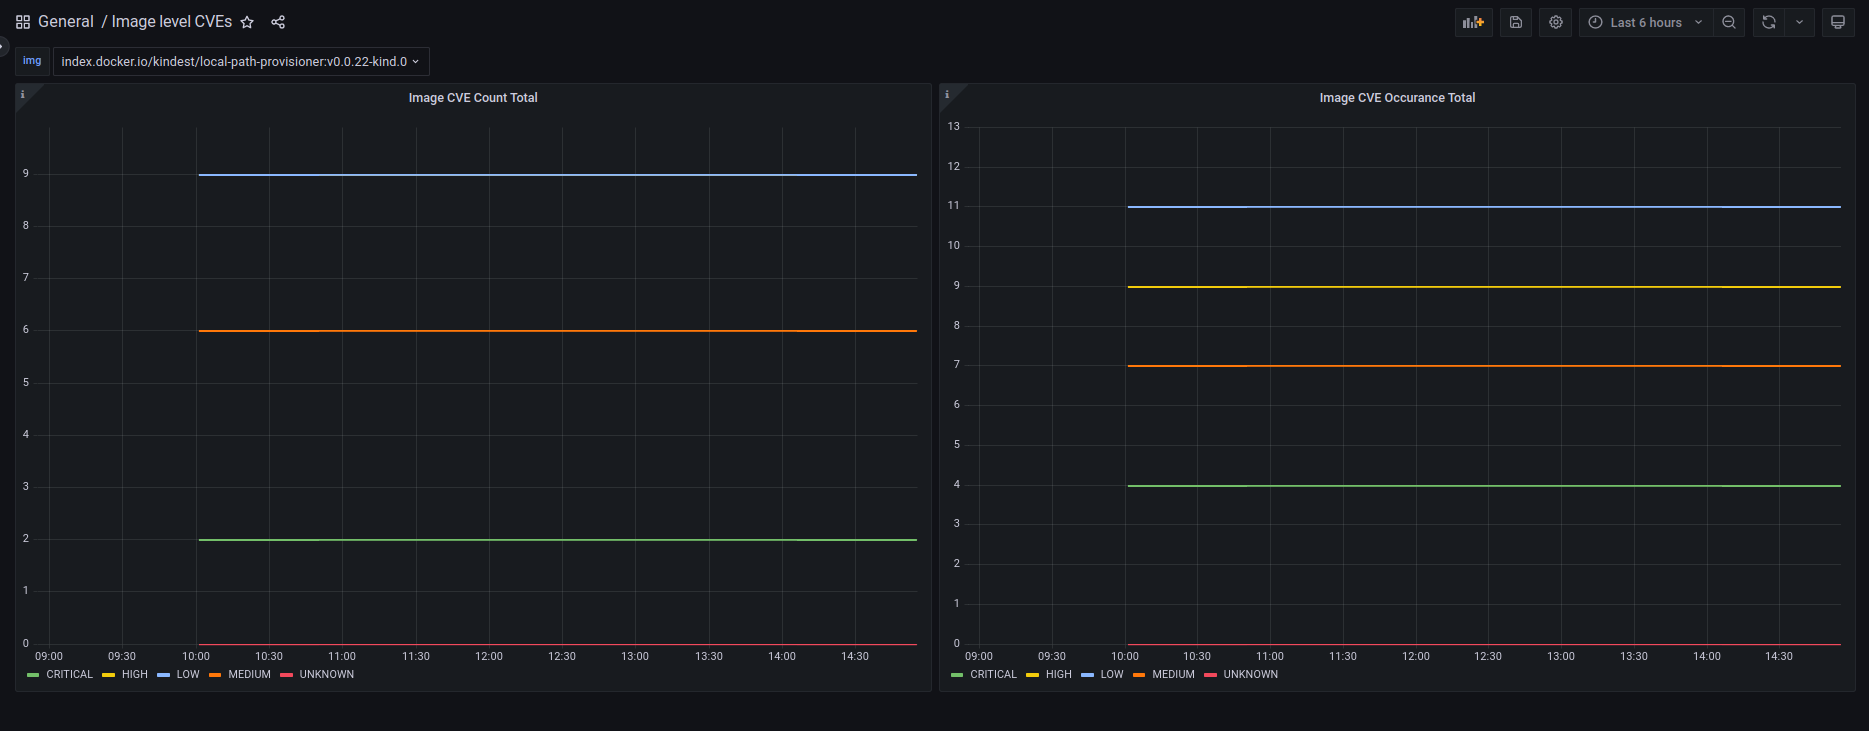 General / Image level CVEs
Last 6 hours
img index.docker.io/kindest/local-path-provisioner:v0.0.22-kind.0
i
Image CVE Count Total
9
8
7
6
5
4
3
2
1
0
09:00 09:30 10:00 10:30 11:00 11:30 12:00 12:30 13:00 13:30 14:00 14:30
CRITICAL HIGH LOW MEDIUM UNKNOWN
i
Image CVE Occurance Total
13
12
11
10
9
8
7
6
5
4
3
2
1
0
09:00 09:30 10:00 10:30 11:00 11:30 12:00 12:30 13:00 13:30 14:00 14:30
CRITICAL HIGH LOW MEDIUM UNKNOWN